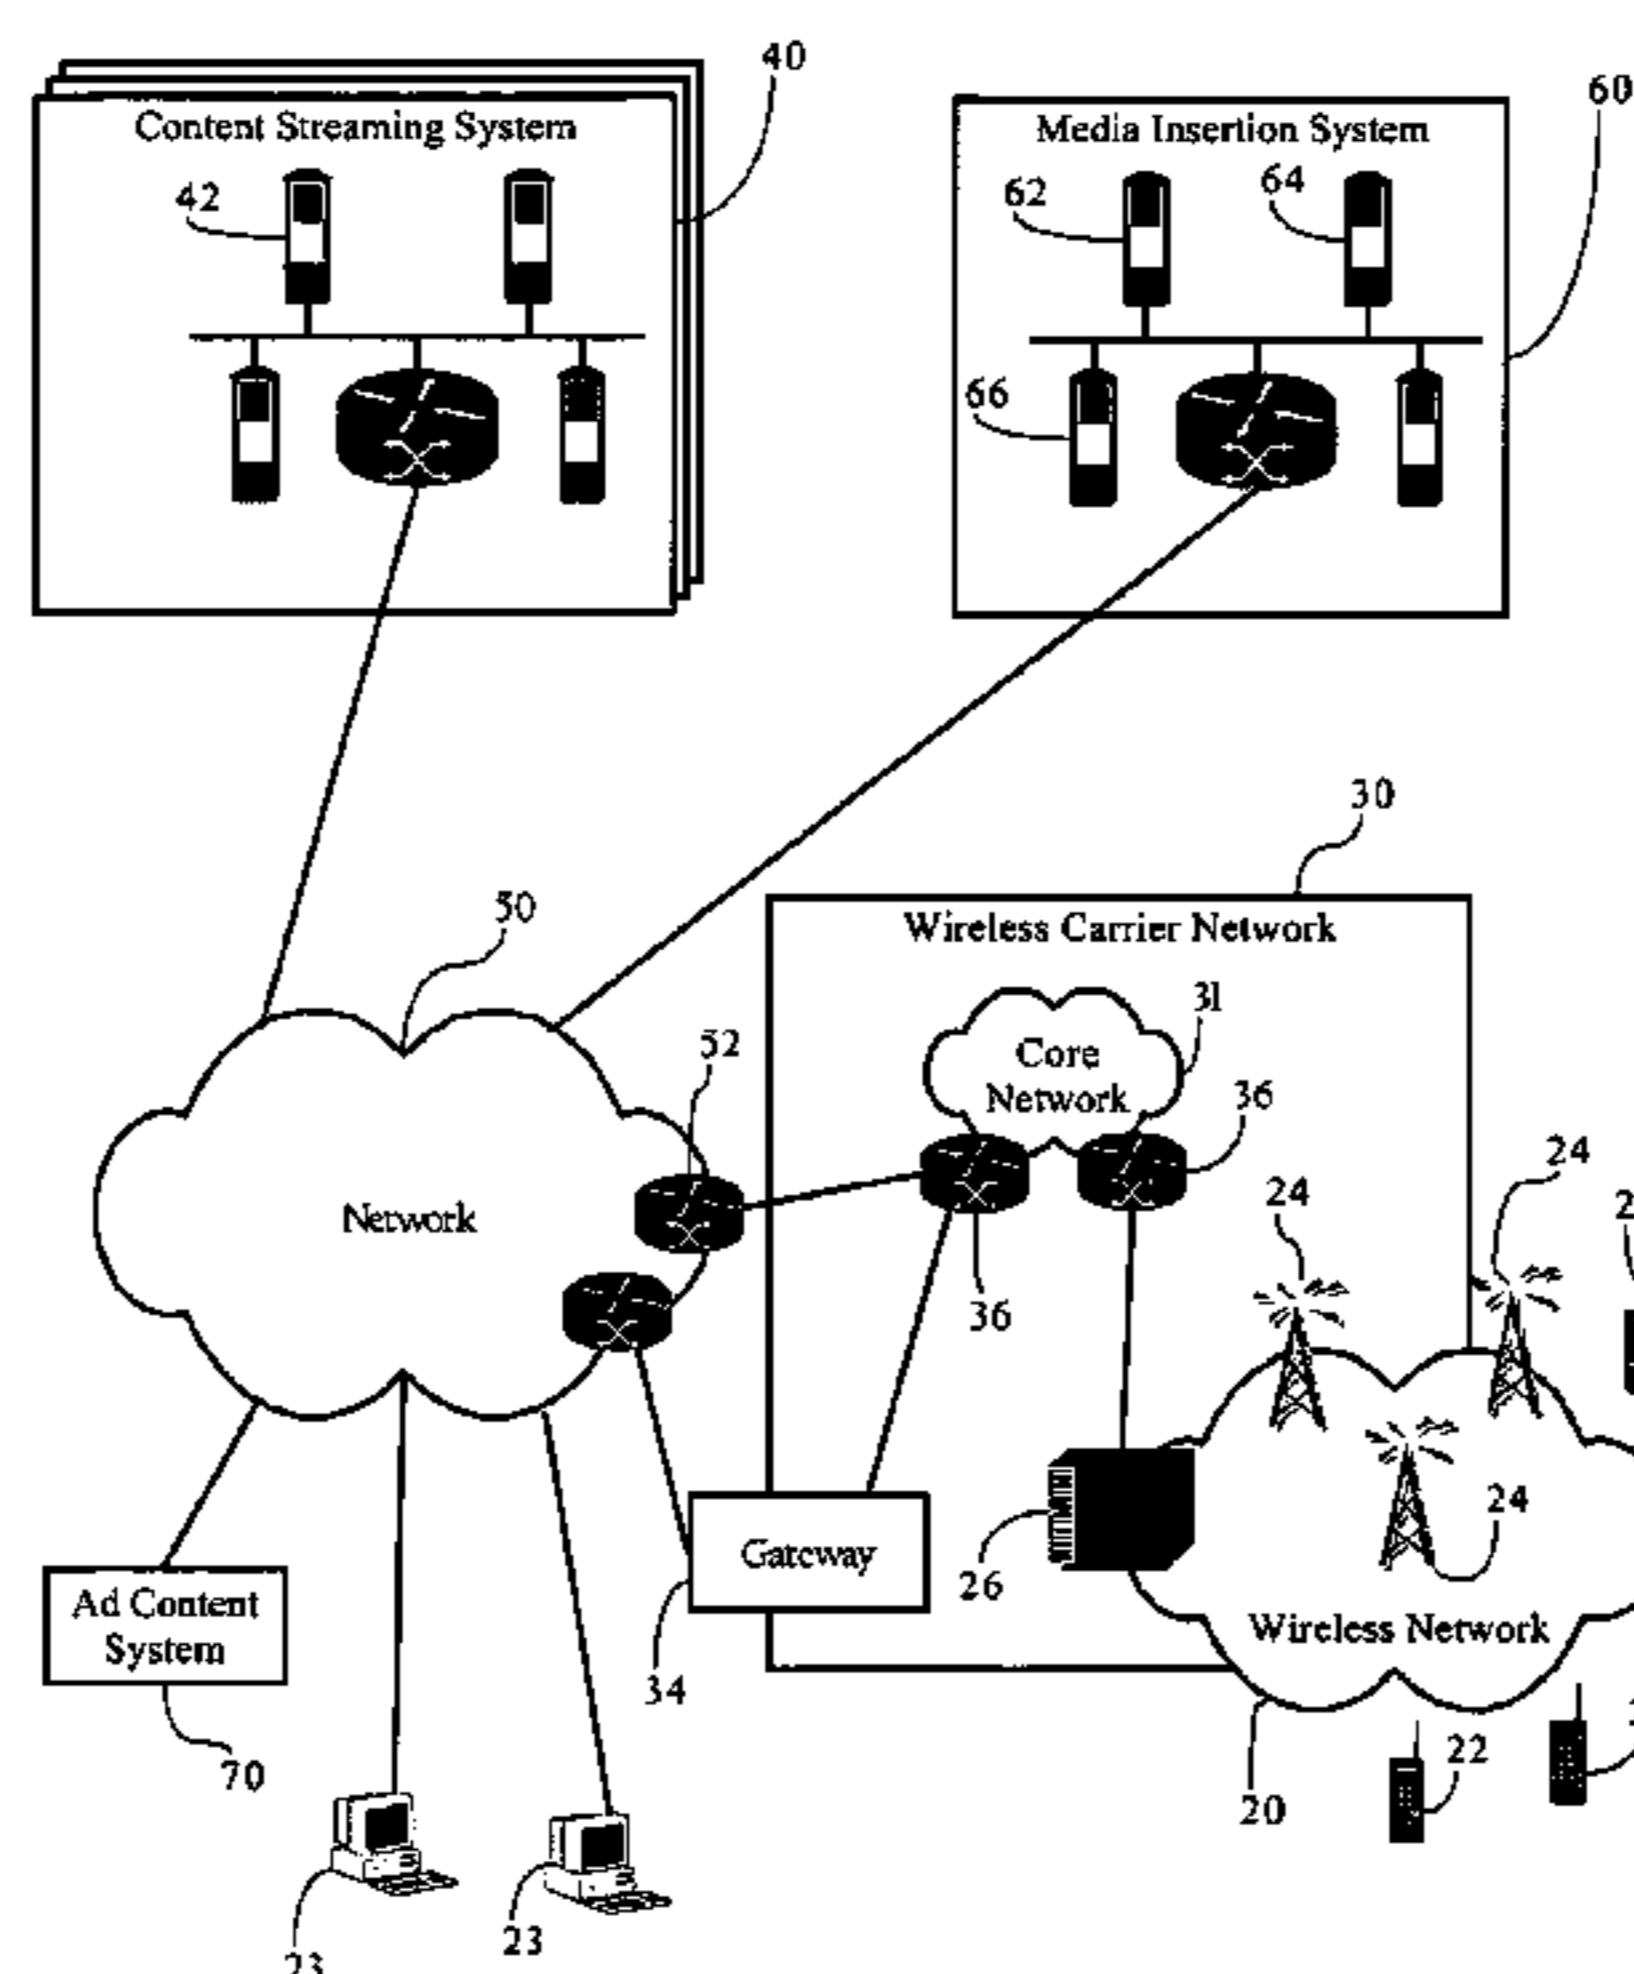 40
60
Content Streaming System
Media Insertion System
42
62
64
66
30
50
Wireless Carrier Network
31
52
Core
Network
36
24
24
Network
36
24
26
Gateway
Ad Content
System
Wireless Network
34
70
22
20
23
23